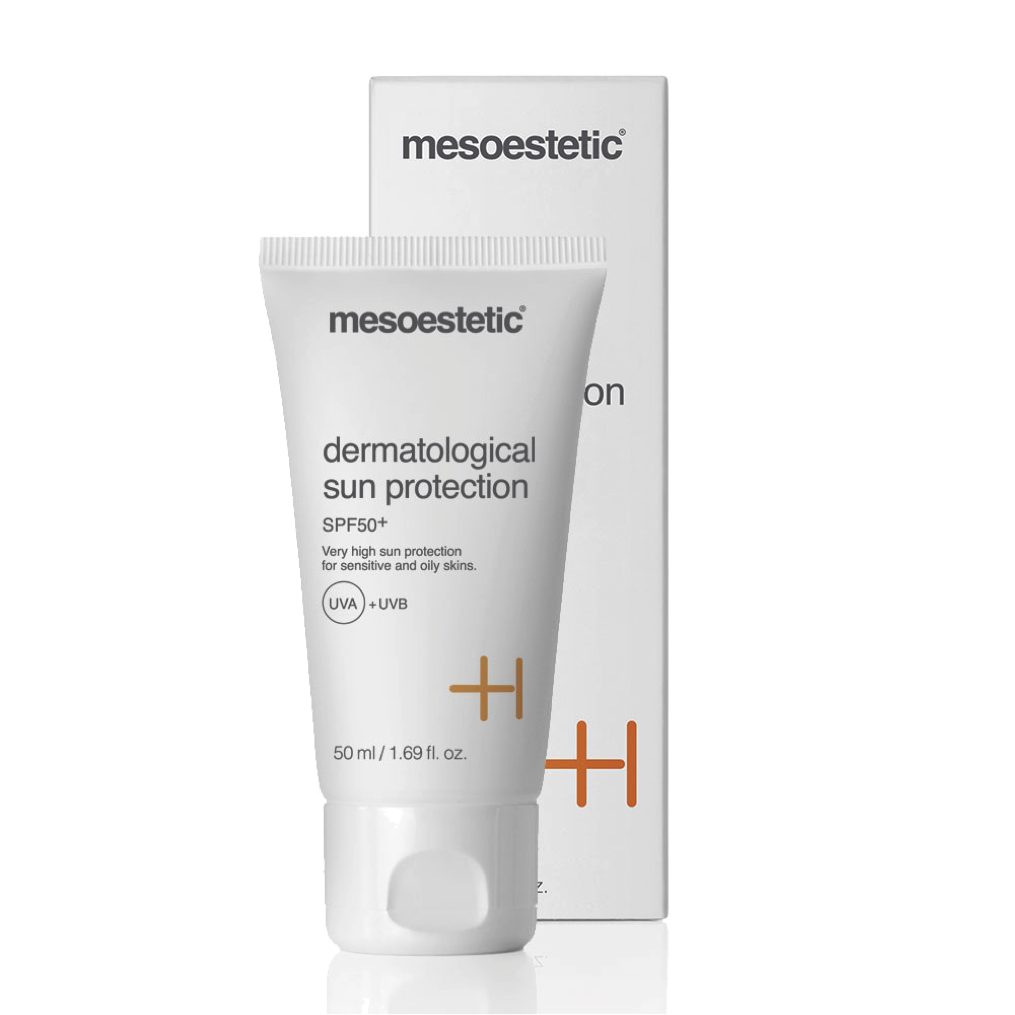 mesoestetic®
on
z.
mesoestetic®
dermatological
sun protection
SPF50+
Very high sun protection
for sensitive and oily skins.
UVA + UVB
50 ml / 1.69 fl. oz.